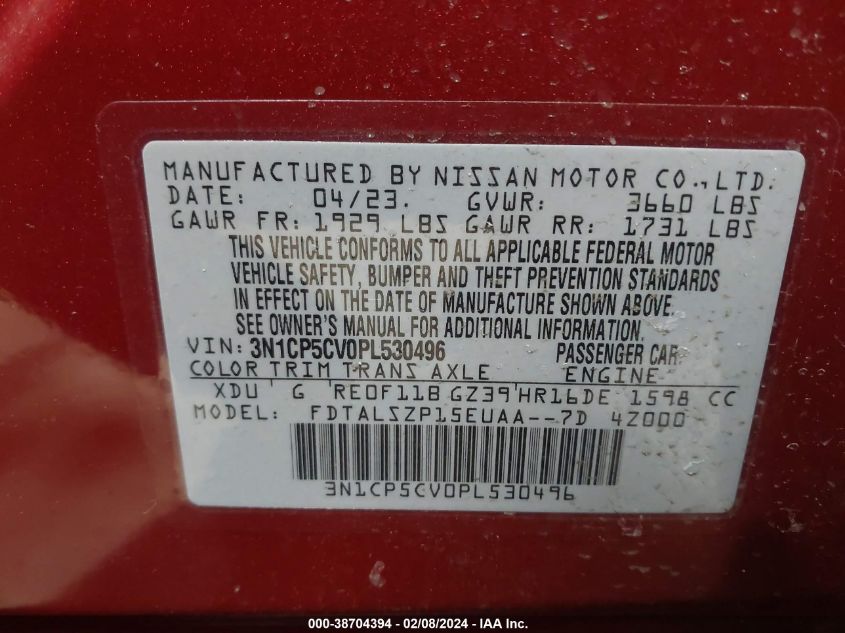 MANUFACTURED BY NISSAN MOTOR CO., LTD.
DATE: 04/23. GVWR: 3660 LBS
GAWR FR: 1929 LBS GAWR RR: 1731 LBS
THIS VEHICLE CONFORMS TO ALL APPLICABLE FEDERAL MOTOR
VEHICLE SAFETY, BUMPER AND THEFT PREVENTION STANDARDS
IN EFFECT ON THE DATE OF MANUFACTURE SHOWN ABOVE.
SEE OWNER'S MANUAL FOR ADDITIONAL INFORMATION.
VIN: 3N1CP5CV0PL530496 PASSENGER CAR
COLOR TRIM TRANS AXLE ENGINE
XDU G RE0F11B GZ39 HR16DE 1598 CC
MODEL: FDTALSZP15EUAA--7D 4Z000
3N1CP5CV0PL530496
000-38704394 - 02/08/2024 - IAA Inc.